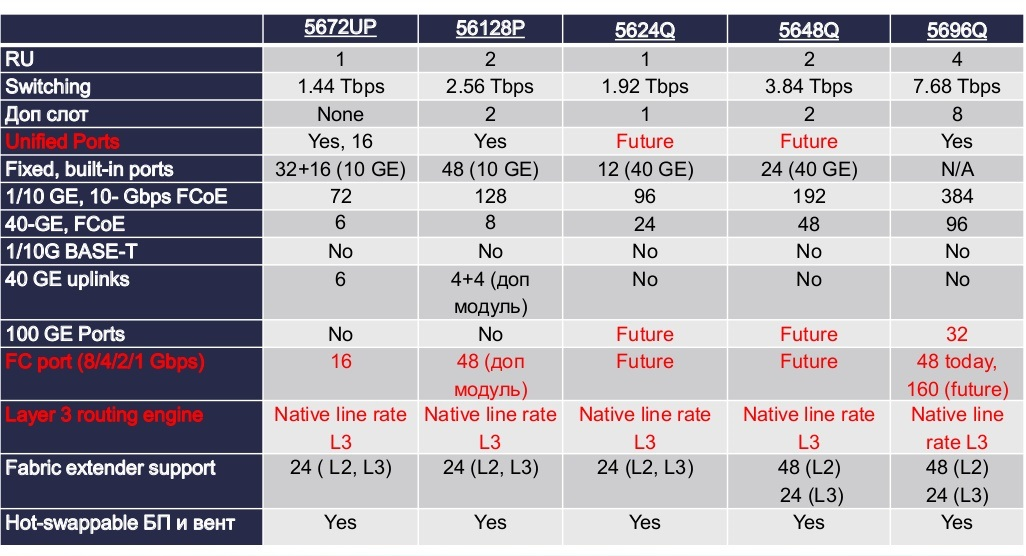 5672UP 56128P 5624Q 5648Q 5696Q
RU 1 2 1 2 4
Switching 1.44 Tbps 2.56 Tbps 1.92 Tbps 3.84 Tbps 7.68 Tbps
Доп слот None 2 1 2 8
Unified Ports Yes, 16 Yes Future Future Yes
Fixed, built-in ports 32+16 (10 GE) 48 (10 GE) 12 (40 GE) 24 (40 GE) N/A
1/10 GE, 10- Gbps FCoE 72 128 96 192 384
40-GE, FCoE 6 8 24 48 96
1/10G BASE-T No No No No No
40 GE uplinks 6 4+4 (доп No No No
модуль)
100 GE Ports No No Future Future 32
FC port (8/4/2/1 Gbps) 16 48 (доп Future Future 48 today,
модуль) 160 (future)
Layer 3 routing engine Native line rate Native line rate Native line rate Native line rate Native line
L3 L3 L3 L3 rate L3
Fabric extender support 24 ( L2, L3) 24 (L2, L3) 24 (L2, L3) 48 (L2) 48 (L2)
24 (L3) 24 (L3)
Hot-swappable БП и вент Yes Yes Yes Yes Yes